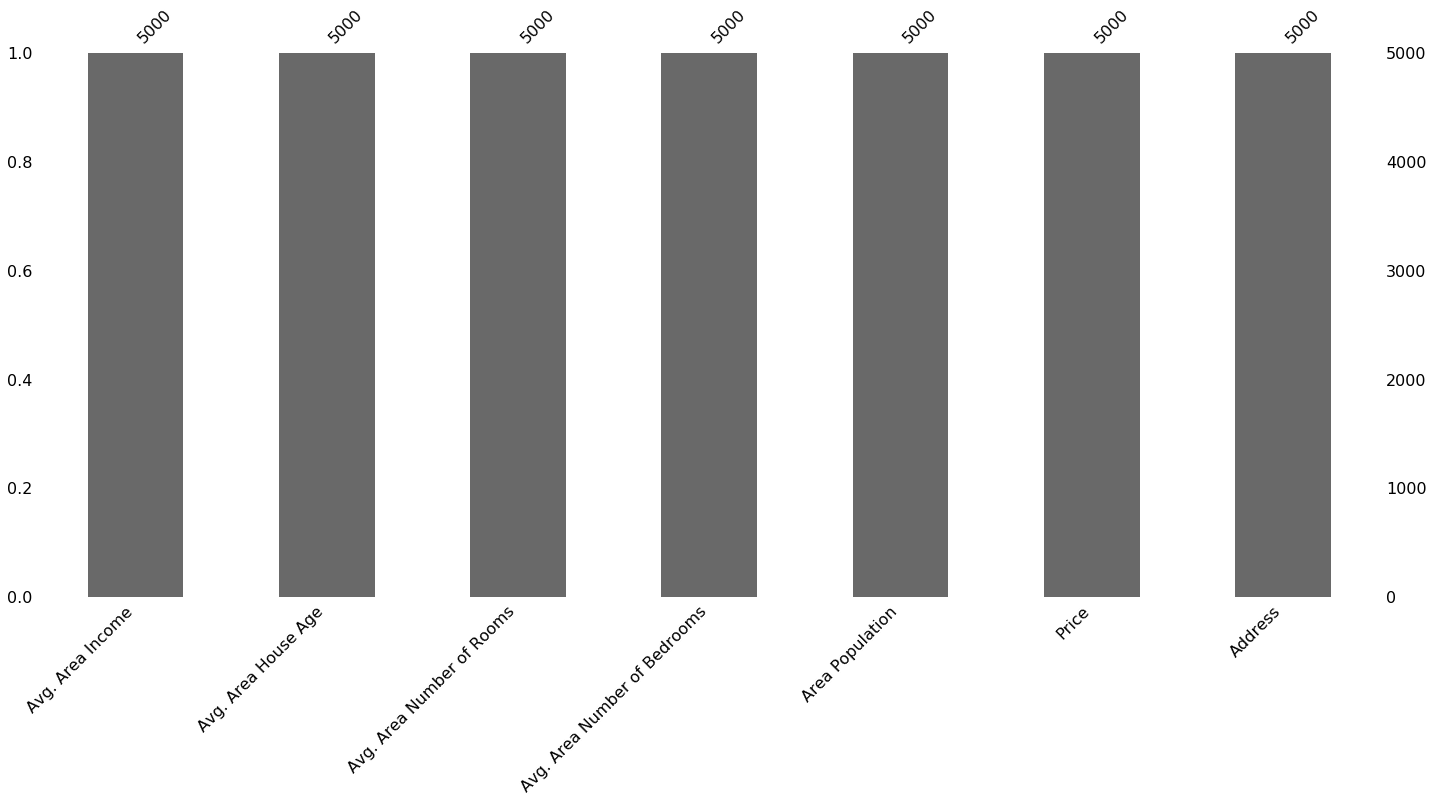 5000 5000 5000 5000 5000 5000 5000
1.0 5000
0.8 4000
0.6 3000
0.4 2000
0.2 1000
0.0 0
Avg. Area Income
Avg. Area House Age
Avg. Area Number of Rooms
Avg. Area Number of Bedrooms
Area Population
Price
Address